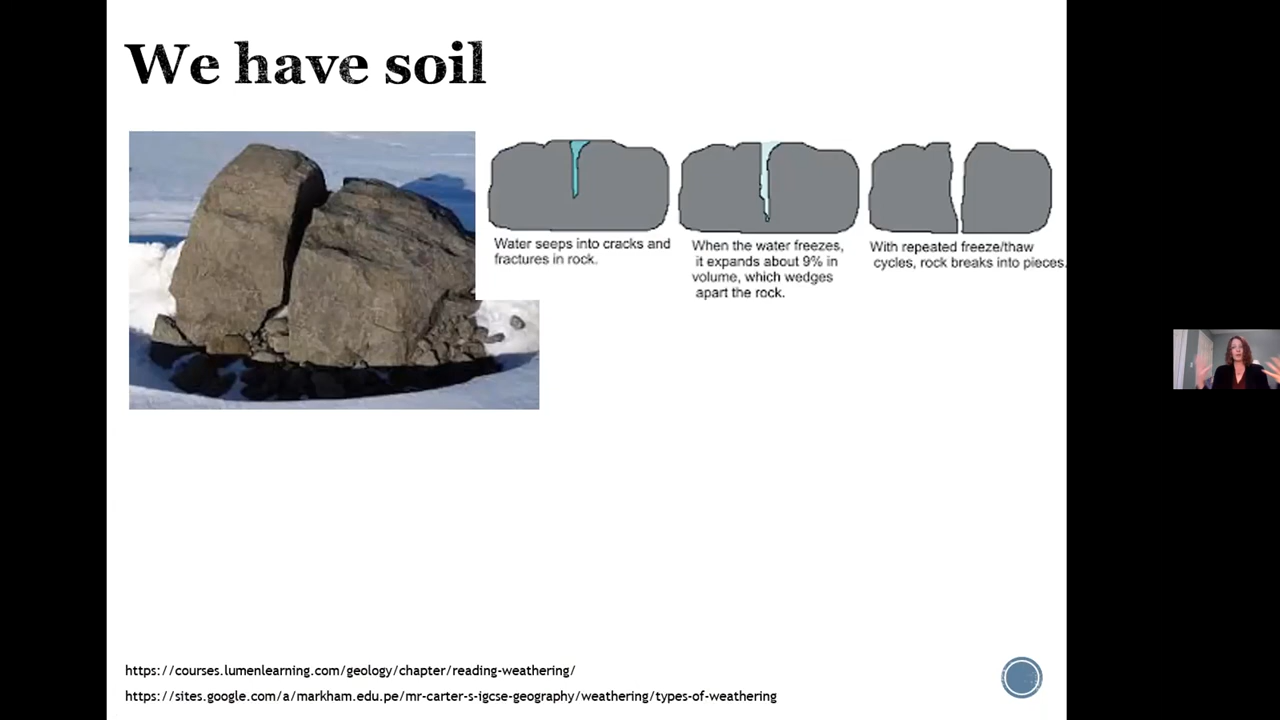 We have soil
Water seeps into cracks and
fractures in rock.
When the water freezes,
it expands about 9% in
volume, which wedges
apart the rock.
With repeated freeze/thaw
cycles, rock breaks into pieces.
https://courses.lumenlearning.com/geology/chapter/reading-weathering/
https://sites.google.com/a/markham.edu.pe/mr-carter-s-igcse-geography/weathering/types-of-weathering